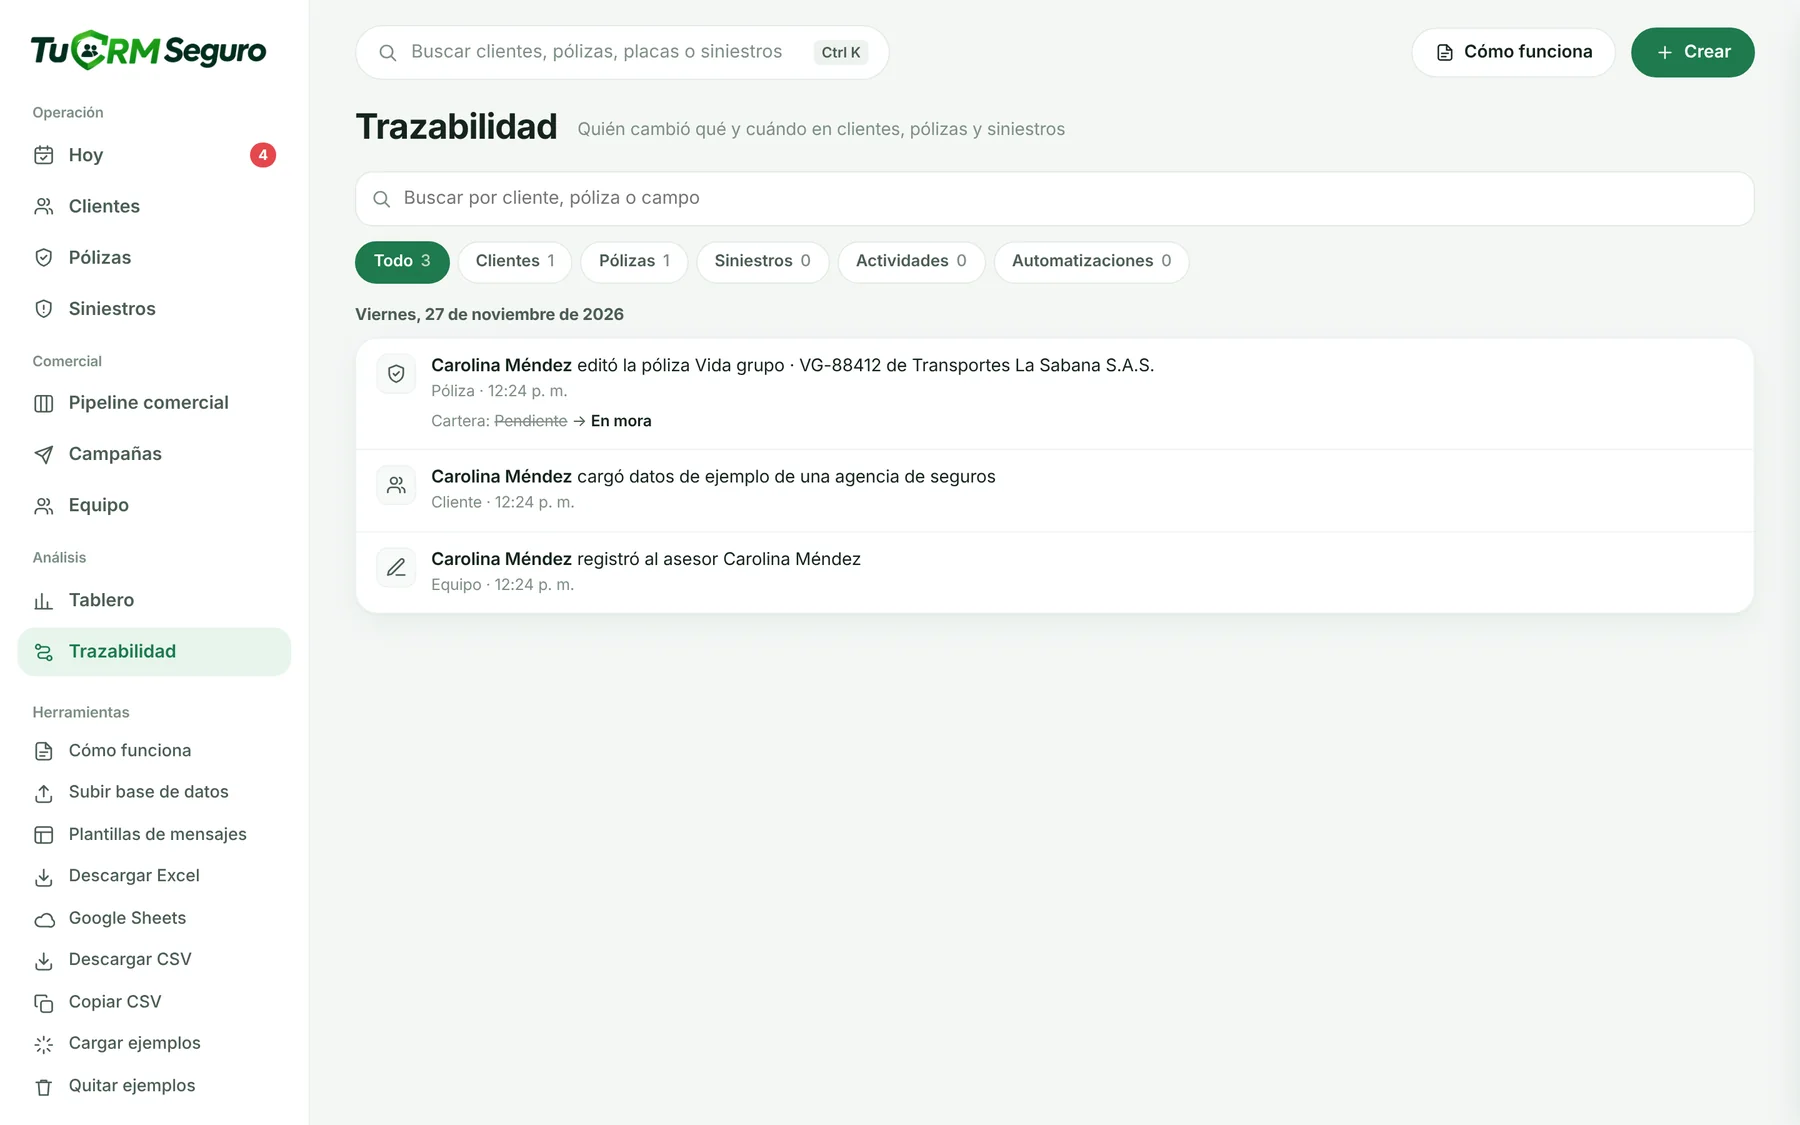 TuCRM Seguro
Operación
Hoy 4
Clientes
Pólizas
Siniestros
Comercial
Pipeline comercial
Campañas
Equipo
Análisis
Tablero
Trazabilidad
Herramientas
Cómo funciona
Subir base de datos
Plantillas de mensajes
Descargar Excel
Google Sheets
Descargar CSV
Copiar CSV
Cargar ejemplos
Quitar ejemplos
Buscar clientes, pólizas, placas o siniestros Ctrl K
Cómo funciona
+ Crear
Trazabilidad Quién cambió qué y cuándo en clientes, pólizas y siniestros
Buscar por cliente, póliza o campo
Todo 3 Clientes 1 Pólizas 1 Siniestros 0 Actividades 0 Automatizaciones 0
Viernes, 27 de noviembre de 2026
Carolina Méndez editó la póliza Vida grupo · VG-88412 de Transportes La Sabana S.A.S.
Póliza · 12:24 p. m.
Cartera: Pendiente → En mora
Carolina Méndez cargó datos de ejemplo de una agencia de seguros
Cliente · 12:24 p. m.
Carolina Méndez registró al asesor Carolina Méndez
Equipo · 12:24 p. m.